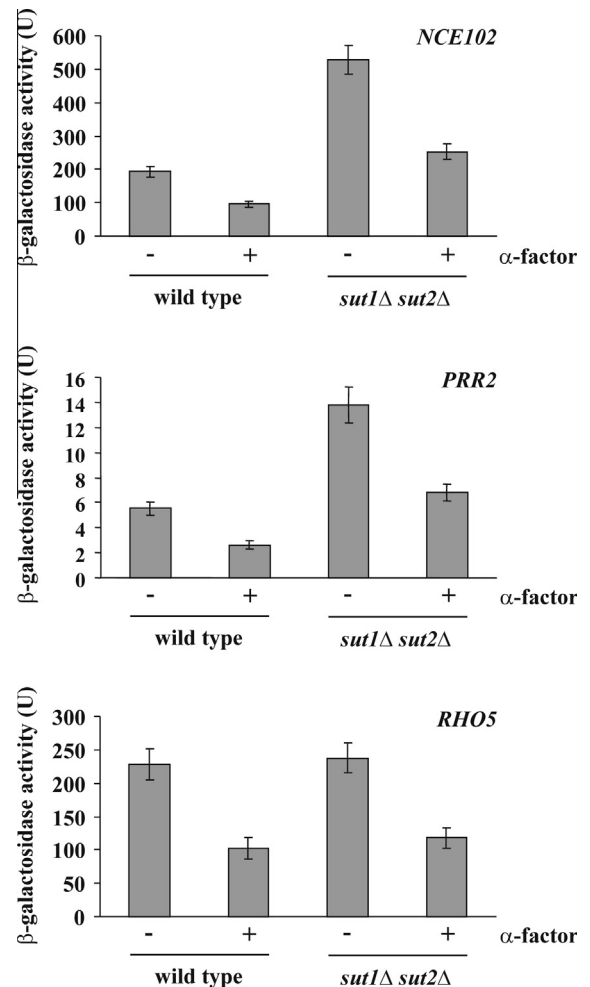 NCE102
β-galactosidase activity (U)
600
500
400
300
200
100
0
- + - + α-factor
wild type sut1Δ sut2Δ
PRR2
β-galactosidase activity (U)
16
14
12
10
8
6
4
2
0
- + - + α-factor
wild type sut1Δ sut2Δ
RHO5
β-galactosidase activity (U)
300
250
200
150
100
50
0
- + - + α-factor
wild type sut1Δ sut2Δ